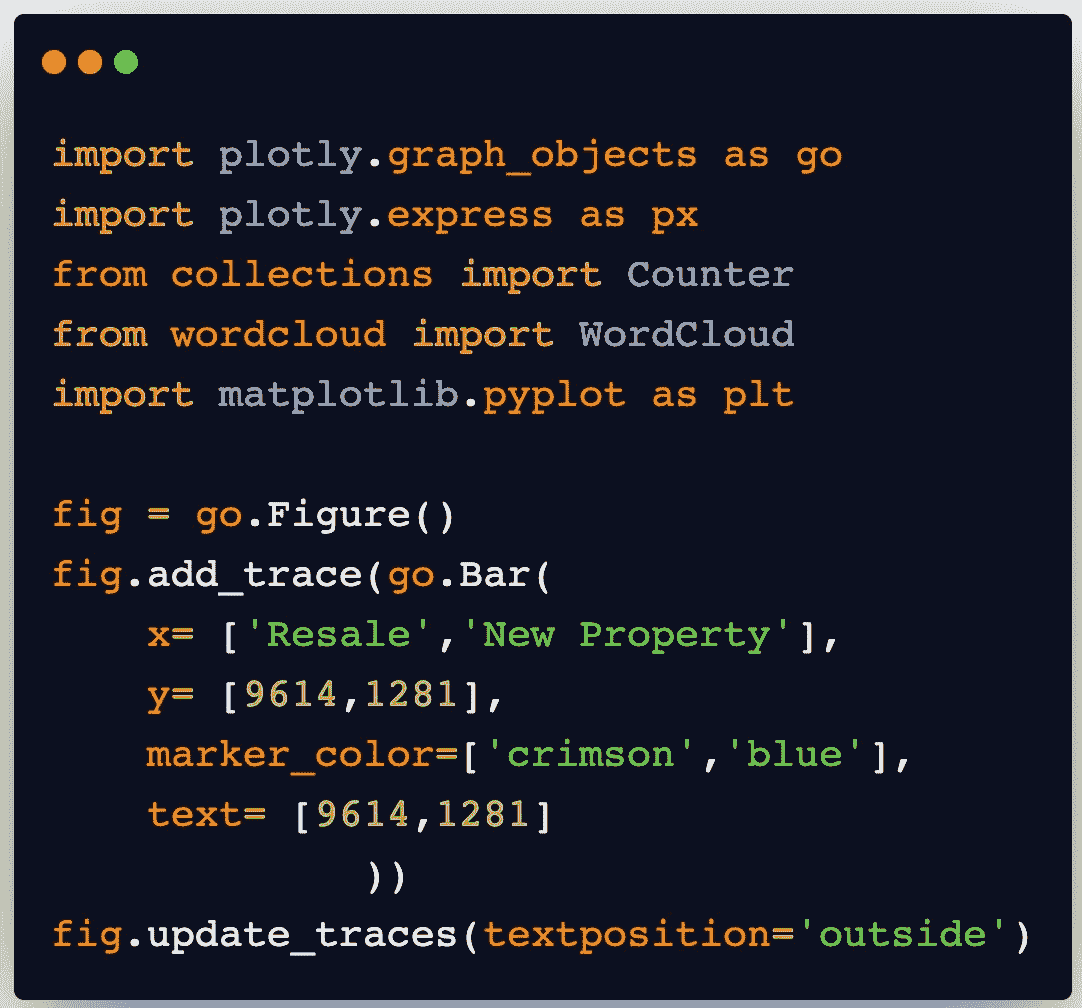 import plotly.graph_objects as go
import plotly.express as px
from collections import Counter
from wordcloud import WordCloud
import matplotlib.pyplot as plt
fig = go.Figure()
fig.add_trace(go.Bar(
    x= ['Resale','New Property'],
    y= [9614,1281],
    marker_color=['crimson','blue'],
    text= [9614,1281]
             ))
fig.update_traces(textposition='outside')